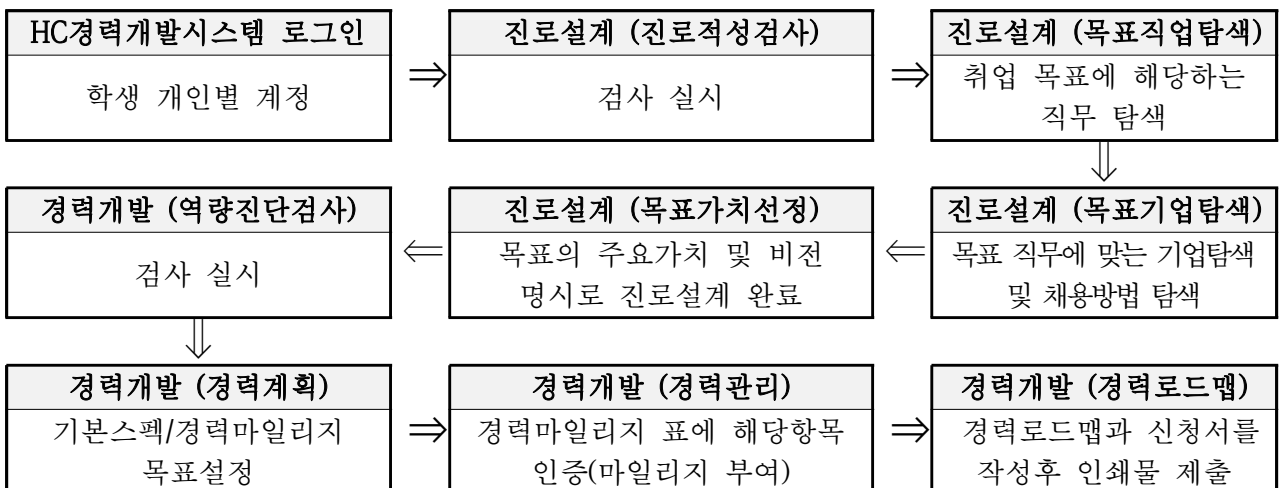 HC경력개발시스템 로그인
학생 개인별 계정
⇒
진로설계 (진로적성검사)
검사 실시
⇒
진로설계 (목표직업탐색)
취업 목표에 해당하는
직무 탐색
⇓
진로설계 (목표기업탐색)
목표 직무에 맞는 기업탐색
및 채용방법 탐색
⇐
진로설계 (목표가치선정)
목표의 주요가치 및 비전
명시로 진로설계 완료
⇐
경력개발 (역량진단검사)
검사 실시
⇓
경력개발 (경력계획)
기본스펙/경력마일리지
목표설정
⇒
경력개발 (경력관리)
경력마일리지 표에 해당항목
인증(마일리지 부여)
⇒
경력개발 (경력로드맵)
경력로드맵과 신청서를
작성후 인쇄물 제출